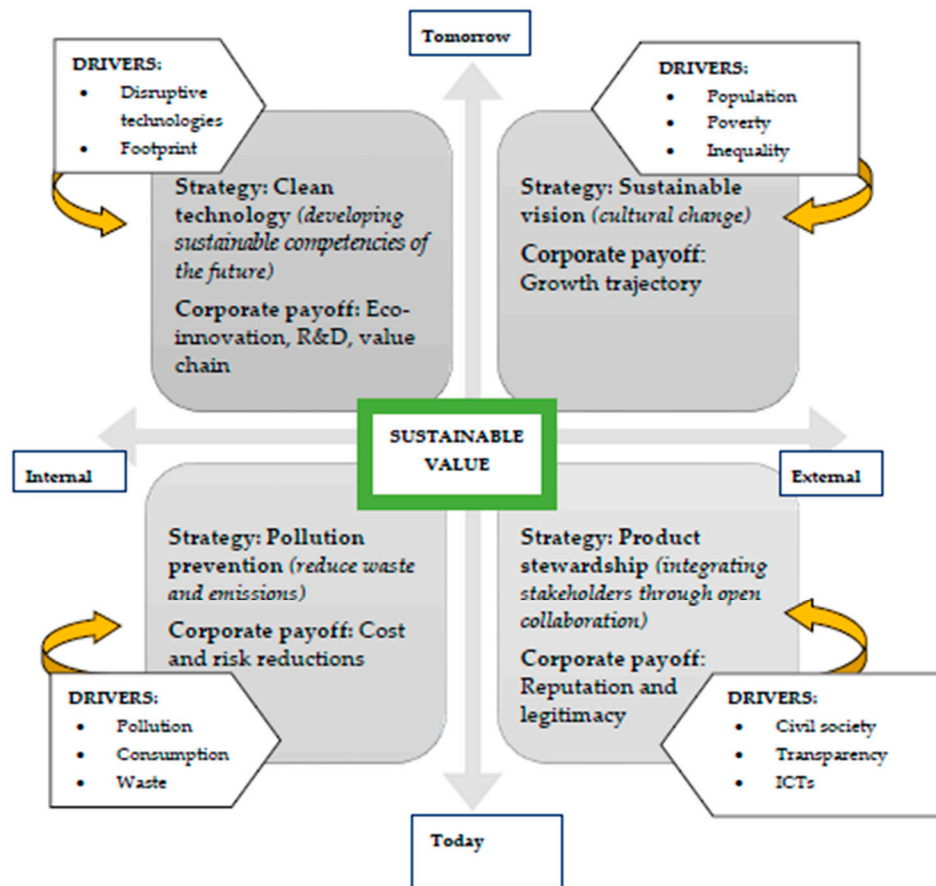 Tomorrow
DRIVERS:
• Disruptive
technologies
• Footprint
Strategy: Clean
technology (developing
sustainable competencies of
the future)
Corporate payoff: Eco-
innovation, R&D, value
chain
DRIVERS:
• Population
• Poverty
• Inequality
Strategy: Sustainable
vision (cultural change)
Corporate payoff:
Growth trajectory
SUSTAINABLE
VALUE
Internal
External
Strategy: Pollution
prevention (reduce waste
and emissions)
Corporate payoff: Cost
and risk reductions
DRIVERS:
• Pollution
• Consumption
• Waste
Strategy: Product
stewardship (integrating
stakeholders through open
collaboration)
Corporate payoff:
Reputation and
legitimacy
DRIVERS:
• Civil society
• Transparency
• ICTs
Today